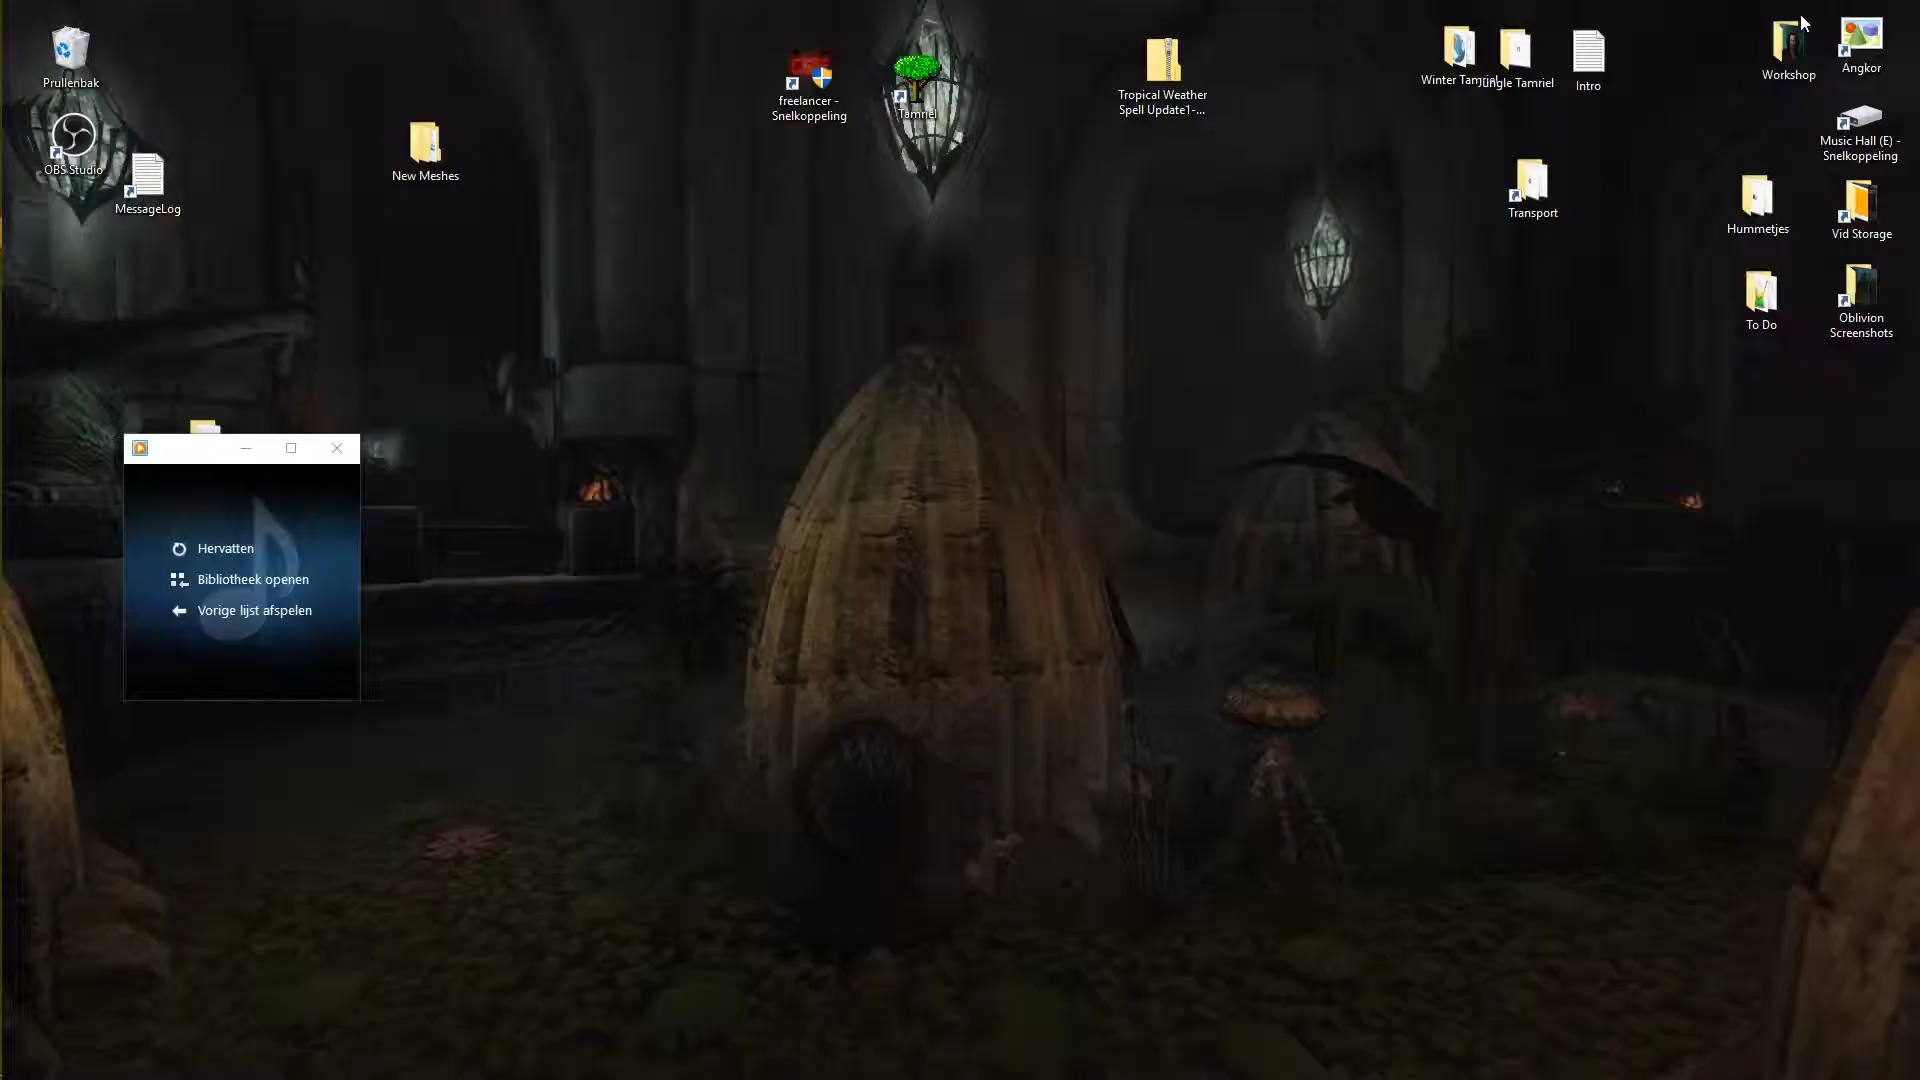 Prullenbak
OBS Studio
MessageLog
New Meshes
freelancer -
Snelkoppeling
Tamriel
Tropical Weather
Spell Update1-...
Winter Tamriel
Jungle Tamriel
Intro
Transport
Workshop
Angkor
Music Hall (E) -
Snelkoppeling
Hummetjes
Vid Storage
To Do
Oblivion
Screenshots
Hervatten
Bibliotheek openen
Vorige lijst afspelen